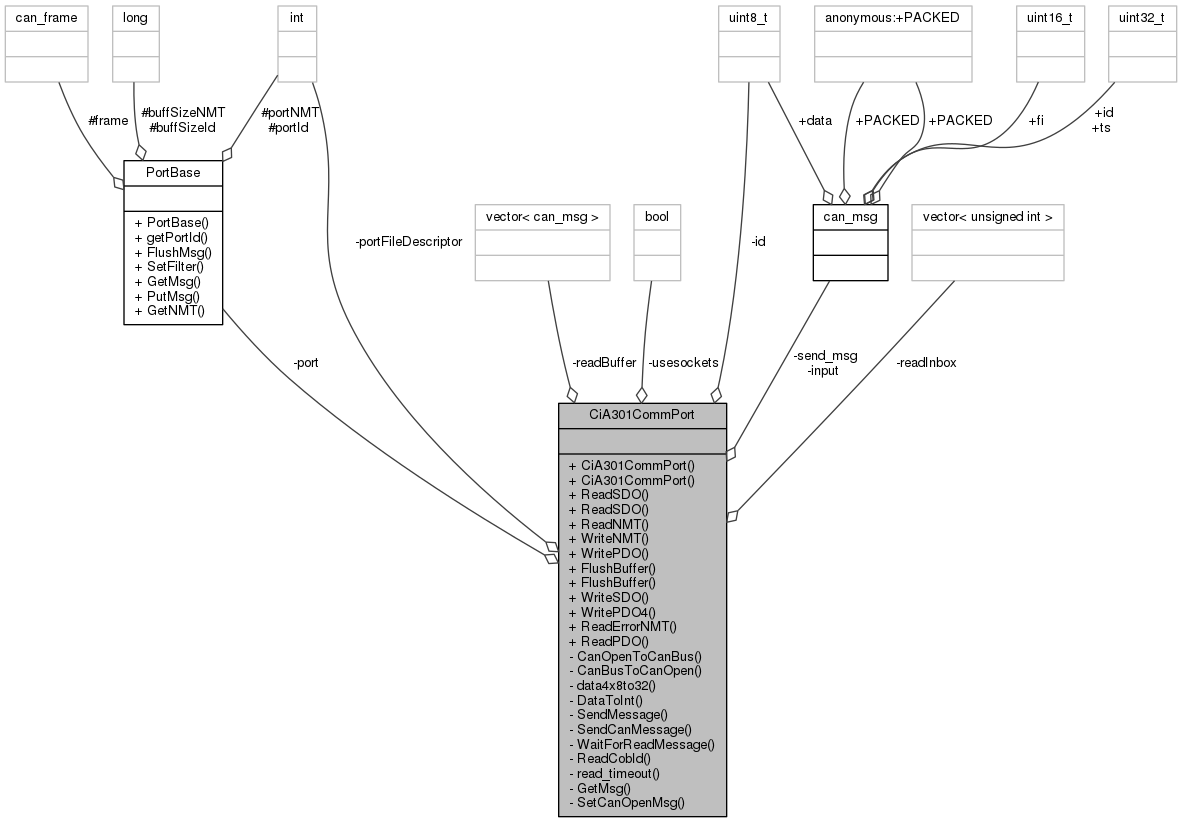 can_frame
long
int
uint8_t
anonymous:+PACKED
uint16_t
uint32_t
#frame
#buffSizeNMT
#buffSizeId
#portNMT
#portId
+data
+PACKED
+PACKED
+fi
+id
+ts
PortBase
+ PortBase()
+ getPortId()
+ FlushMsg()
+ SetFilter()
+ GetMsg()
+ PutMsg()
+ GetNMT()
vector< can_msg >
bool
can_msg
vector< unsigned int >
-portFileDescriptor
-id
-port
-readBuffer
-usesockets
-send_msg
-input
-readInbox
CiA301CommPort
+ CiA301CommPort()
+ CiA301CommPort()
+ ReadSDO()
+ ReadSDO()
+ ReadNMT()
+ WriteNMT()
+ WritePDO()
+ FlushBuffer()
+ FlushBuffer()
+ WriteSDO()
+ WritePDO4()
+ ReadErrorNMT()
+ ReadPDO()
- CanOpenToCanBus()
- CanBusToCanOpen()
- data4x8to32()
- DataToInt()
- SendMessage()
- SendCanMessage()
- WaitForReadMessage()
- ReadCobId()
- read_timeout()
- GetMsg()
- SetCanOpenMsg()